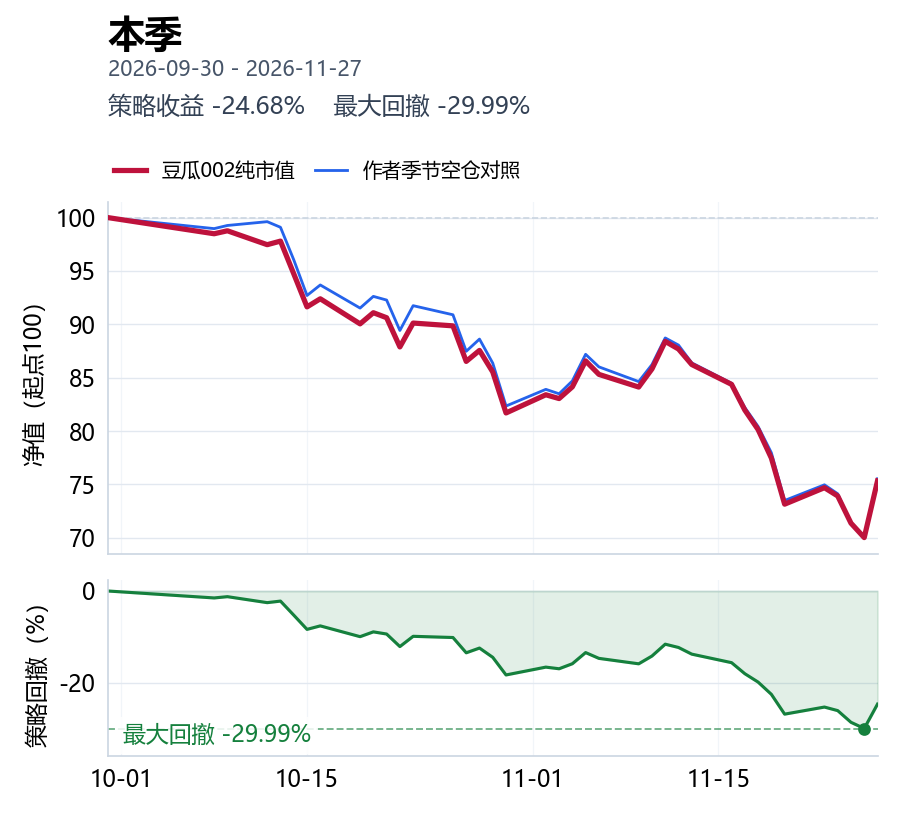 本季
2026-09-30 - 2026-11-27
策略收益 -24.68% 最大回撤 -29.99%
豆瓜002纯市值 作者季节空仓对照
净值（起点100）
100
95
90
85
80
75
70
策略回撤（%）
0
-20
最大回撤 -29.99%
10-01 10-15 11-01 11-15